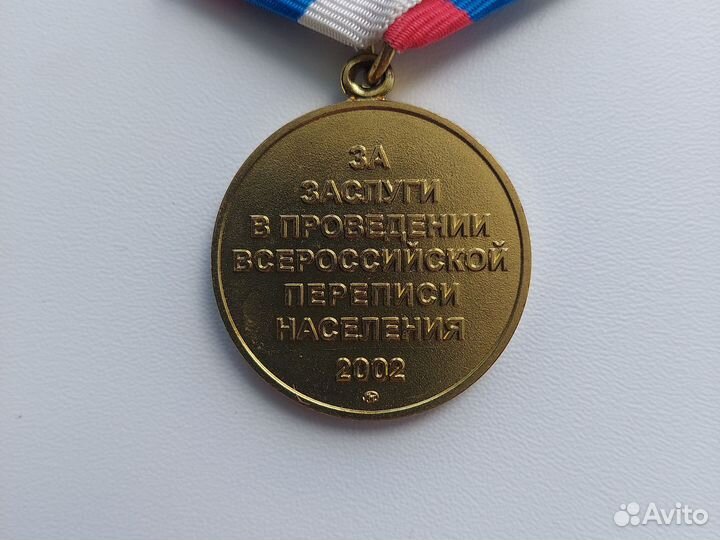 ЗА
ЗАСЛУГИ
В ПРОВЕДЕНИИ
ВСЕРОССИЙСКОЙ
ПЕРЕПИСИ
НАСЕЛЕНИЯ
2002
Avito